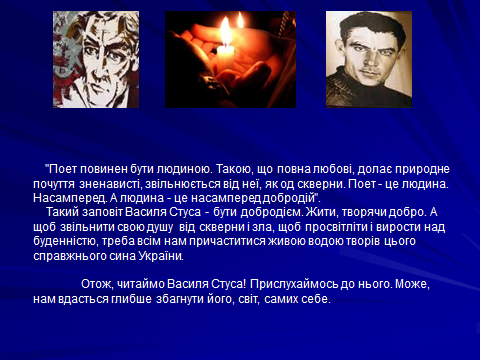 "Поет повинен бути людиною. Такою, що повна любові, долає природне
почуття зненависті, звільнюється від неї, як од скверни. Поет - це людина.
Насамперед. А людина - це насамперед добродій".
Такий заповіт Василя Стуса - бути добродієм. Жити, творячи добро. А
щоб звільнити свою душу від скверни і зла, щоб просвітліти і вирости над
буденністю, треба всім нам причаститися живою водою творів цього
справжнього сина України.
Отож, читаймо Василя Стуса! Прислухаймось до нього. Може,
нам вдасться глибше збагнути його, світ, самих себе.